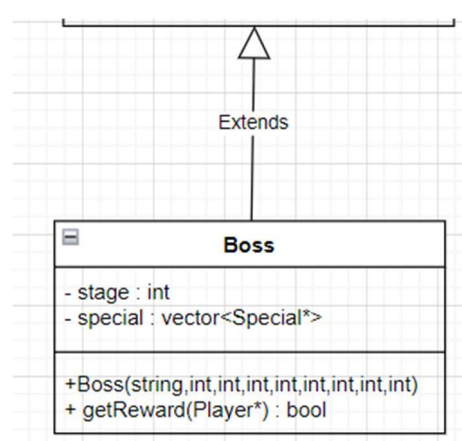 Extends
Boss
- stage : int
- special : vector<Special*>
+Boss(string,int,int,int,int,int,int,int,int)
+ getReward(Player*) : bool